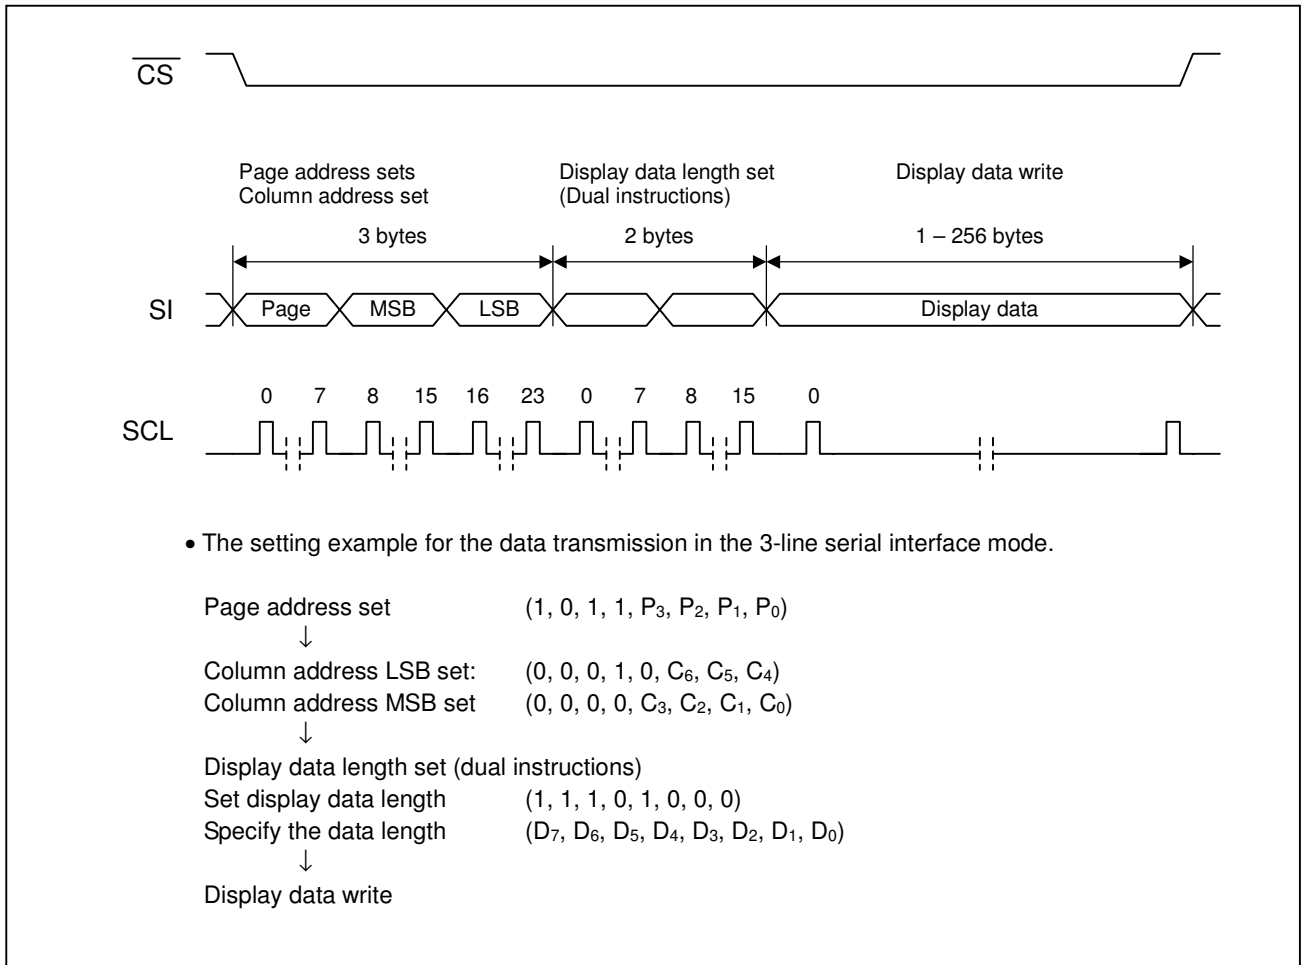 CS
Page address sets Display data length set Display data write
Column address set (Dual instructions)
3 bytes 2 bytes 1 – 256 bytes
SI Page MSB LSB Display data
0 7 8 15 16 23 0 7 8 15 0
SCL
• The setting example for the data transmission in the 3-line serial interface mode.
Page address set (1, 0, 1, 1, P3, P2, P1, P0)
↓
Column address LSB set: (0, 0, 0, 1, 0, C6, C5, C4)
Column address MSB set (0, 0, 0, 0, C3, C2, C1, C0)
↓
Display data length set (dual instructions)
Set display data length (1, 1, 1, 0, 1, 0, 0, 0)
Specify the data length (D7, D6, D5, D4, D3, D2, D1, D0)
↓
Display data write